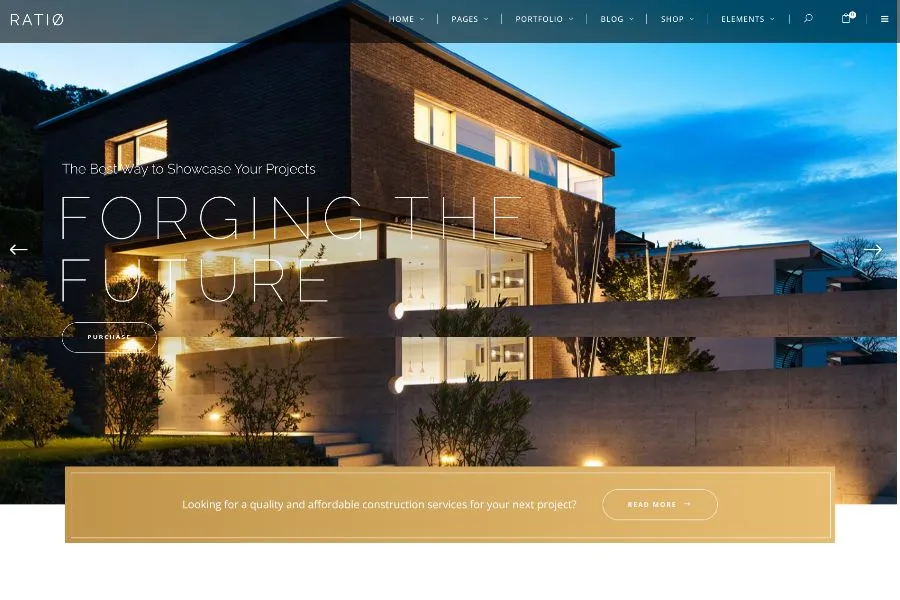 RATIØ
HOME
PAGES
PORTFOLIO
BLOG
SHOP
ELEMENTS
0
The Best Way to Showcase Your Projects
FORGING THE
FUTURE
PURCHASE
Looking for a quality and affordable construction services for your next project?
READ MORE →